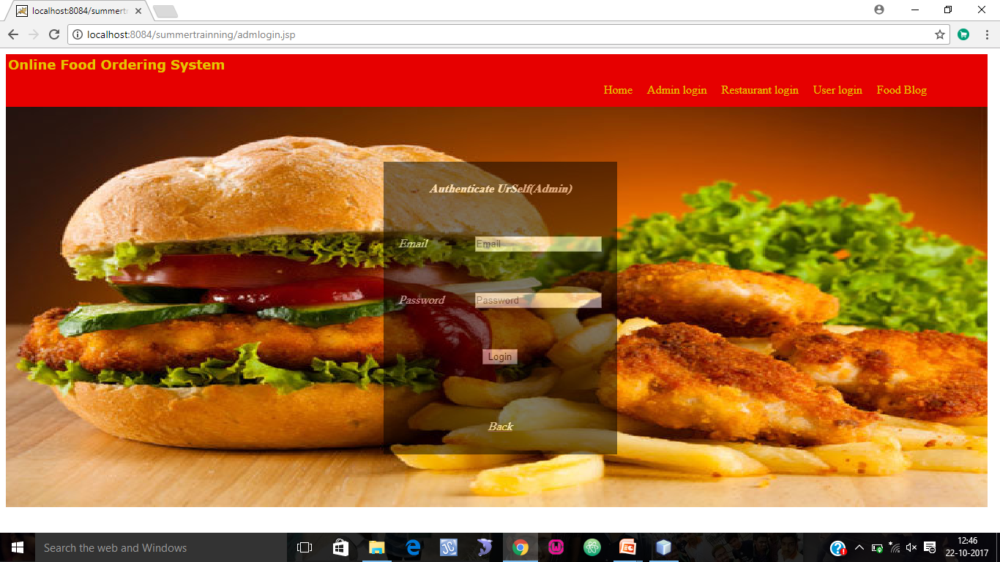 localhost:8084/summert
localhost:8084/summertrainning/admlogin.jsp
Online Food Ordering System
Home Admin login Restaurant login User login Food Blog
Authenticate UrSelf(Admin)
Email Email
Password Password
Login
Back
Search the web and Windows
12:46
22-10-2017